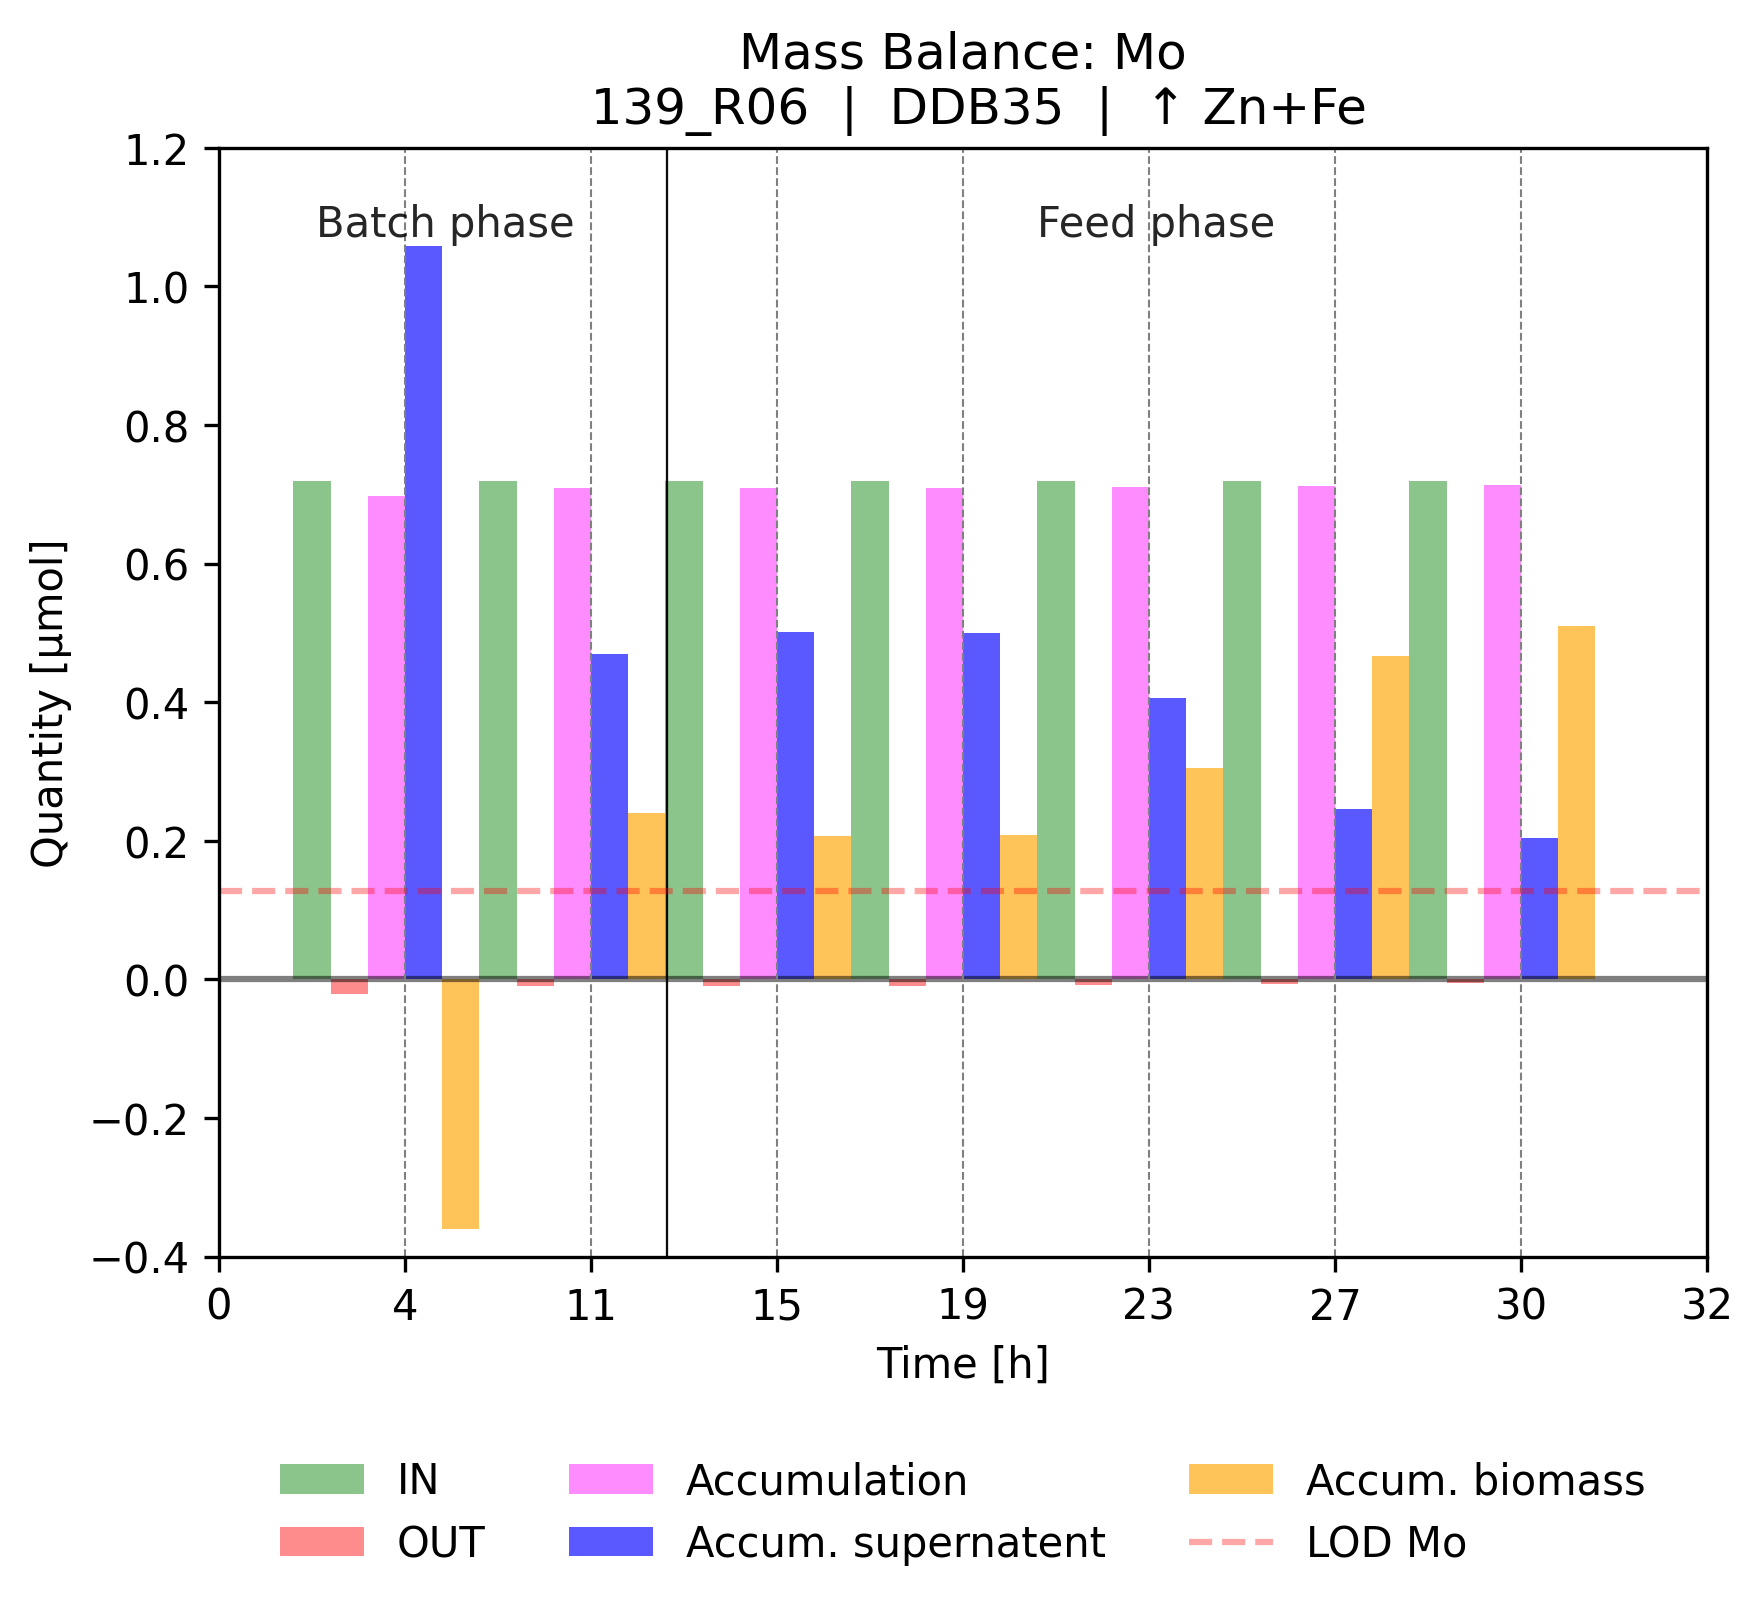 Mass Balance: Mo
139_R06 | DDB35 | ↑ Zn+Fe
Batch phase
Feed phase
Quantity [µmol]
1.2
1.0
0.8
0.6
0.4
0.2
0.0
−0.2
−0.4
0 4 11 15 19 23 27 30 32
Time [h]
IN Accumulation Accum. biomass
OUT Accum. supernatent LOD Mo